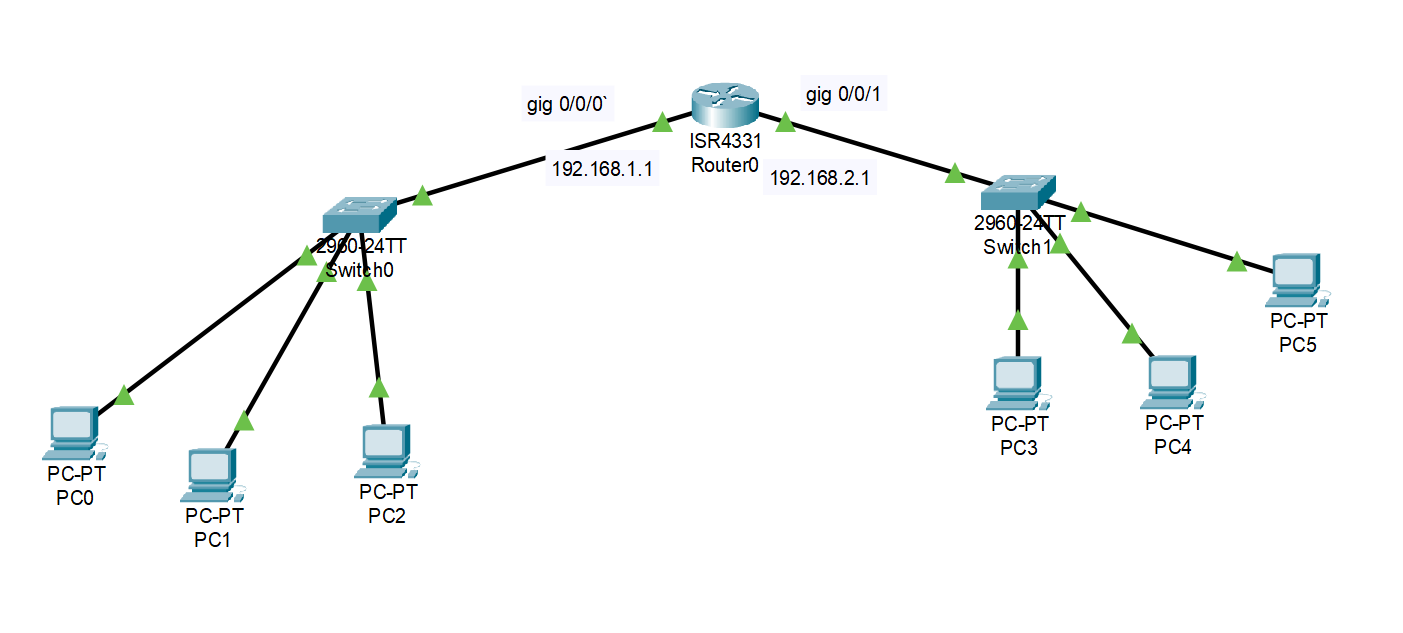 gig 0/0/0`
gig 0/0/1
ISR4331
Router0
192.168.1.1
192.168.2.1
2960-24TT
Switch0
2960-24TT
Switch1
PC-PT
PC5
PC-PT
PC3
PC-PT
PC4
PC-PT
PC0
PC-PT
PC2
PC-PT
PC1